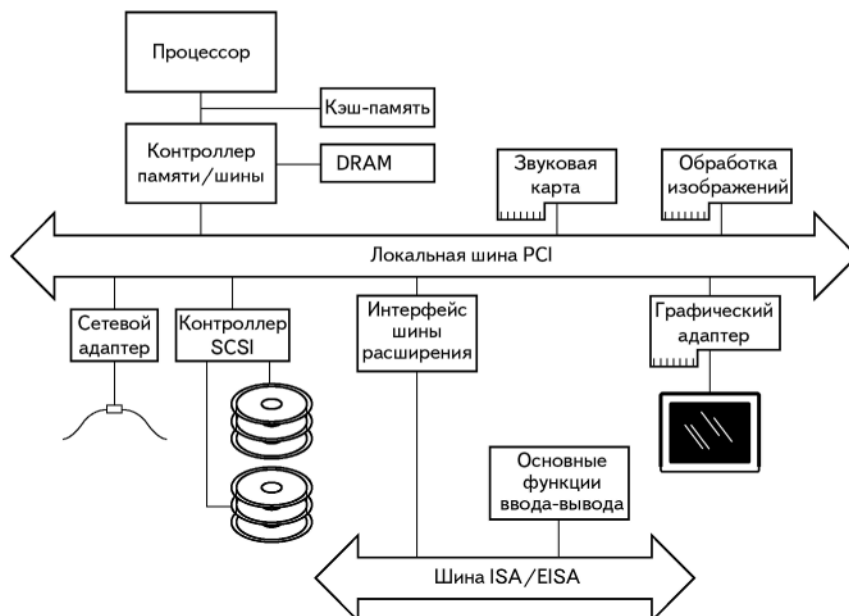 Процессор
Кэш-память
Контроллер
памяти/шины
DRAM
Звуковая
карта
Обработка
изображений
Локальная шина PCI
Сетевой
адаптер
Контроллер
SCSI
Интерфейс
шины
расширения
Графический
адаптер
Основные
функции
ввода-вывода
Шина ISA/EISA